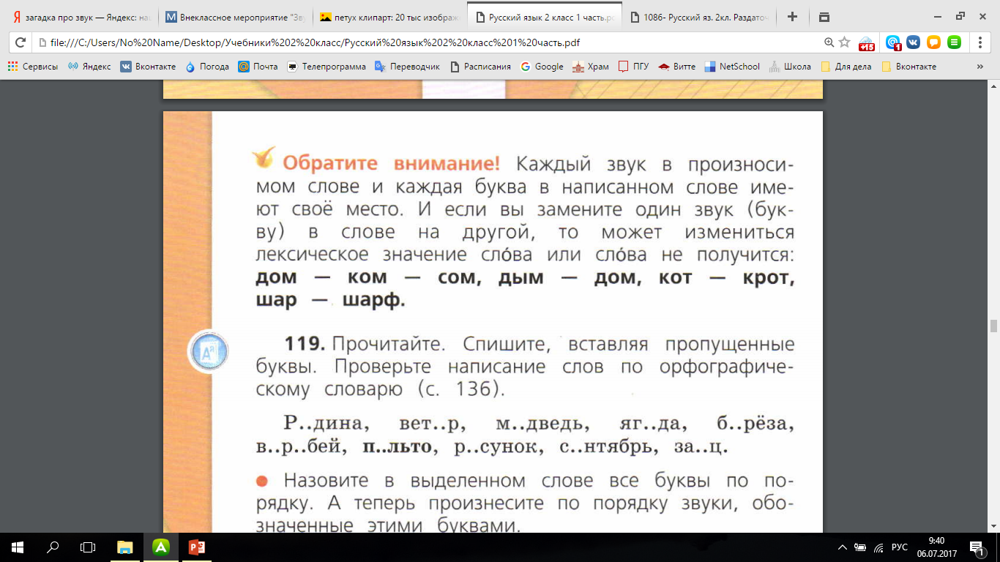 загадка про звук — Яндекс: на
Внеклассное мероприятие "Зву
петух клипарт: 20 тыс изображ
Русский язык 2 класс 1 часть.pd
1086- Русский яз. 2кл. Раздаточ
file:///C:/Users/No%20Name/Desktop/Учебники%202%20класс/Русский%20язык%202%20класс%201%20часть.pdf
+15
1
Сервисы Яндекс Вконтакте Погода Почта Телепрограмма Переводчик Расписания Google Храм ПГУ Витте NetSchool Школа Для дела Вконтакте »
Обратите внимание! Каждый звук в произноси-
мом слове и каждая буква в написанном слове име-
ют своё место. И если вы замените один звук (бук-
ву) в слове на другой, то может измениться
лексическое значение сло́ва или сло́ва не получится:
дом — ком — сом, дым — дом, кот — крот,
шар — шарф.
АЯ
119. Прочитайте. Спишите, вставляя пропущенные
буквы. Проверьте написание слов по орфографиче-
скому словарю (с. 136).
Р..дина, вет..р, м..дведь, яг..да, б..рёза,
в..р..бей, п..льто, р..сунок, с..нтябрь, за..ц.
Назовите в выделенном слове все буквы по по-
рядку. А теперь произнесите по порядку звуки, обо-
значенные этими буквами.
РУС
9:40
06.07.2017
1